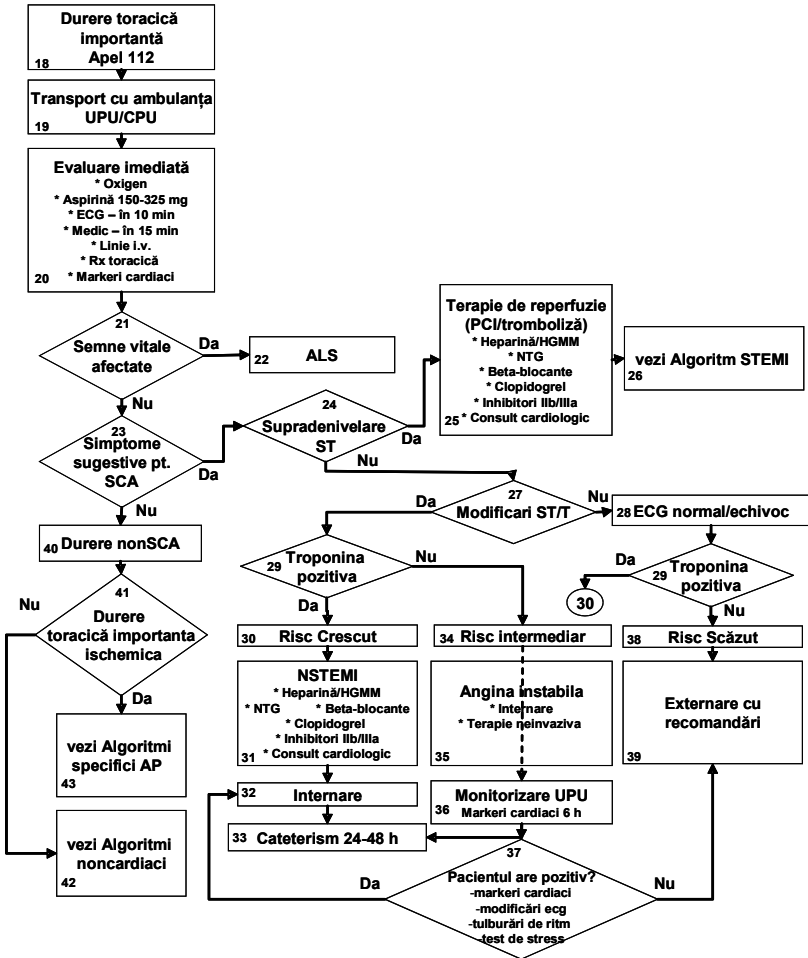 Durere toracică
importantă
Apel 112
18
Transport cu ambulanța
UPU/CPU
19
Evaluare imediată
* Oxigen
* Aspirină 150-325 mg
* ECG – în 10 min
* Medic – în 15 min
* Linie i.v.
* Rx toracică
* Markeri cardiaci
20
21
Semne vitale
afectate
Da
22 ALS
Nu
23
Simptome
sugestive pt.
SCA
Da
24
Supradenivelare
ST
Da
Terapie de reperfuzie
(PCI/tromboliză)
* Heparină/HGMM
* NTG
* Beta-blocante
* Clopidogrel
* Inhibitori IIb/IIIa
25 * Consult cardiologic
vezi Algoritm STEMI
26
Nu
27
Modificari ST/T
Da
Nu
28 ECG normal/echivoc
Nu
40 Durere nonSCA
41
Durere
toracică importanta
ischemica
Nu
Da
vezi Algoritmi
specifici AP
43
vezi Algoritmi
noncardiaci
42
29 Troponina
pozitiva
Nu
Da
30 Risc Crescut
NSTEMI
* Heparină/HGMM
* NTG * Beta-blocante
* Clopidogrel
* Inhibitori IIb/IIIa
31 * Consult cardiologic
32 Internare
33 Cateterism 24-48 h
34 Risc intermediar
Angina instabila
* Internare
* Terapie neinvaziva
35
Monitorizare UPU
36 Markeri cardiaci 6 h
37
Pacientul are pozitiv?
-markeri cardiaci
-modificări ecg
-tulburări de ritm
-test de stress
Da
Nu
Da
29 Troponina
pozitiva
30
Nu
38 Risc Scăzut
Externare cu
recomandări
39